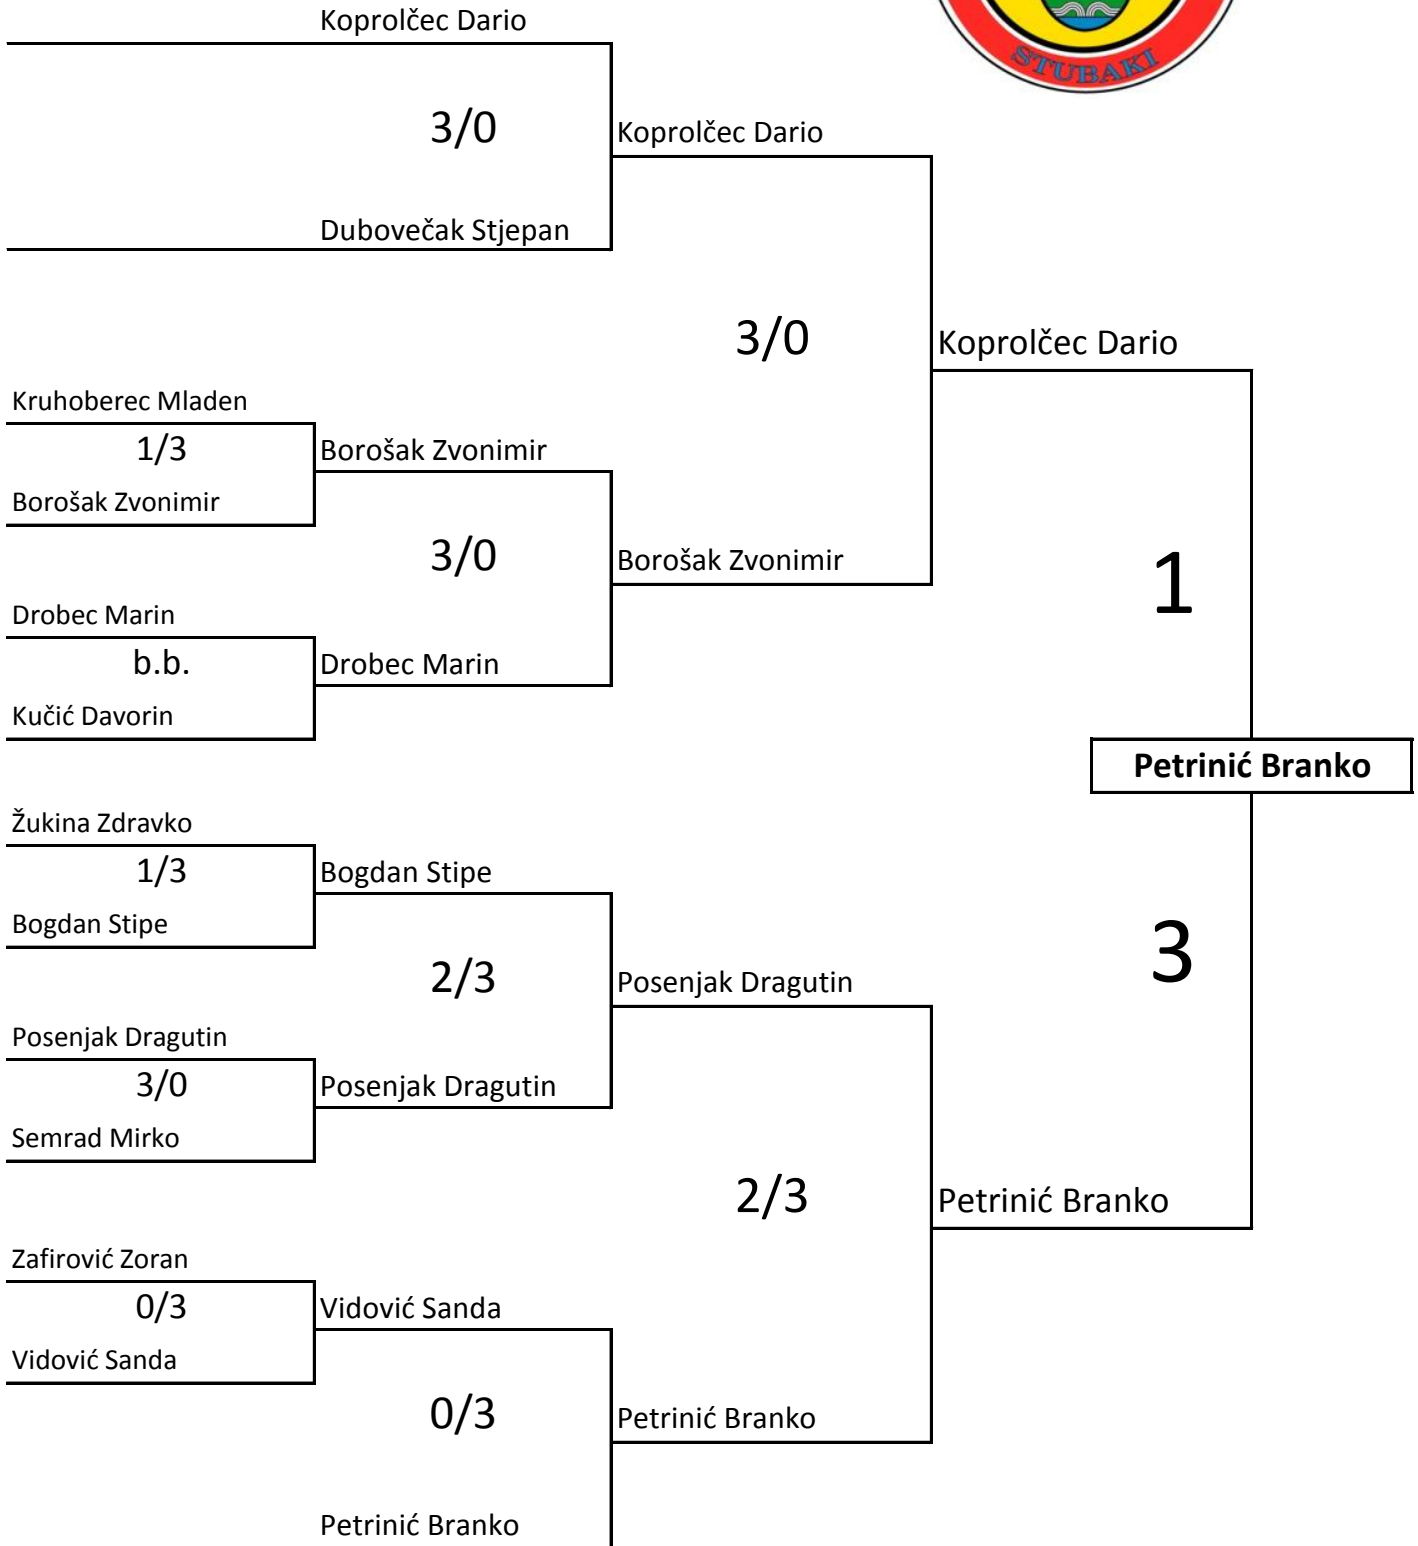 Koprolčec Dario
STUBAKI
3/0
Koprolčec Dario
Dubovečak Stjepan
3/0
Koprolčec Dario
Kruhoberec Mladen
1/3
Borošak Zvonimir
Borošak Zvonimir
3/0
Borošak Zvonimir
1
Drobec Marin
b.b.
Drobec Marin
Kučić Davorin
Petrinić Branko
Žukina Zdravko
1/3
Bogdan Stipe
Bogdan Stipe
3
2/3
Posenjak Dragutin
Posenjak Dragutin
3/0
Posenjak Dragutin
Semrad Mirko
2/3
Petrinić Branko
Zafirović Zoran
0/3
Vidović Sanda
Vidović Sanda
0/3
Petrinić Branko
Petrinić Branko